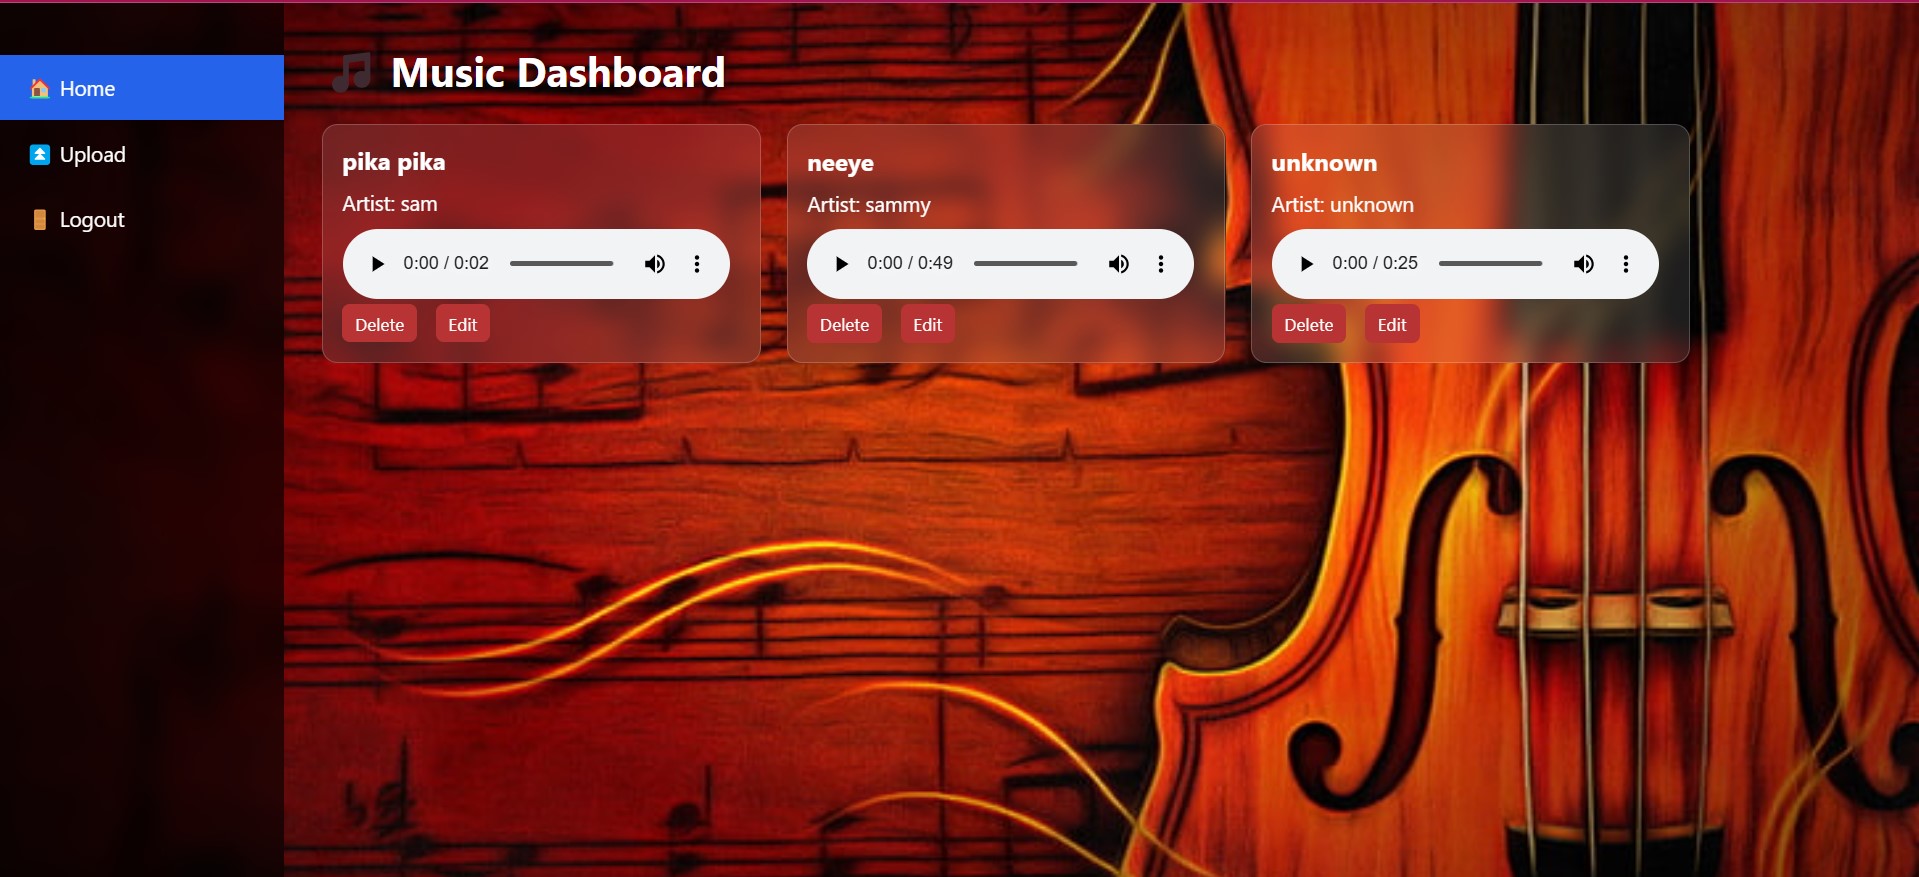 Home
Upload
Logout
Music Dashboard
pika pika
Artist: sam
0:00 / 0:02
Delete Edit
neeye
Artist: sammy
0:00 / 0:49
Delete Edit
unknown
Artist: unknown
0:00 / 0:25
Delete Edit